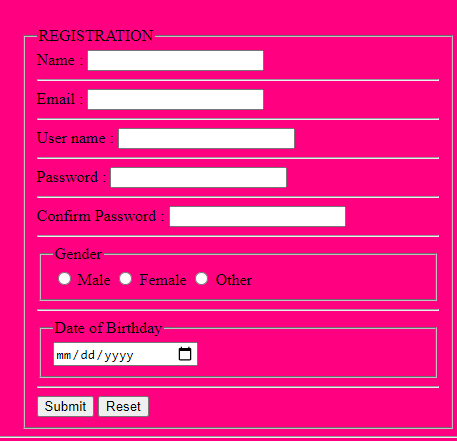 REGISTRATION
Name :
Email :
User name :
Password :
Confirm Password :
Gender
Male Female Other
Date of Birthday
mm/dd/yyyy
Submit Reset